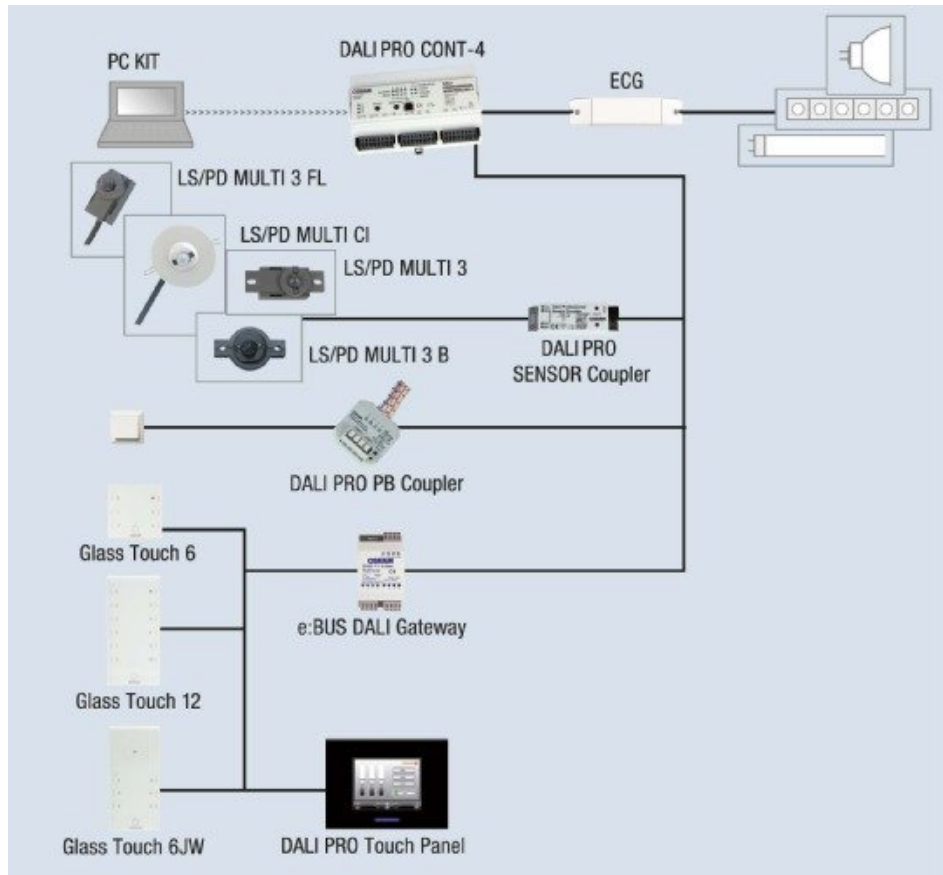 PC KIT
DALI PRO CONT-4
ECG
LS/PD MULTI 3 FL
LS/PD MULTI CI
LS/PD MULTI 3
LS/PD MULTI 3 B
DALI PRO
SENSOR Coupler
DALI PRO PB Coupler
Glass Touch 6
OSRAM
e:BUS DALI Gateway
Glass Touch 12
Glass Touch 6JW
DALI PRO Touch Panel